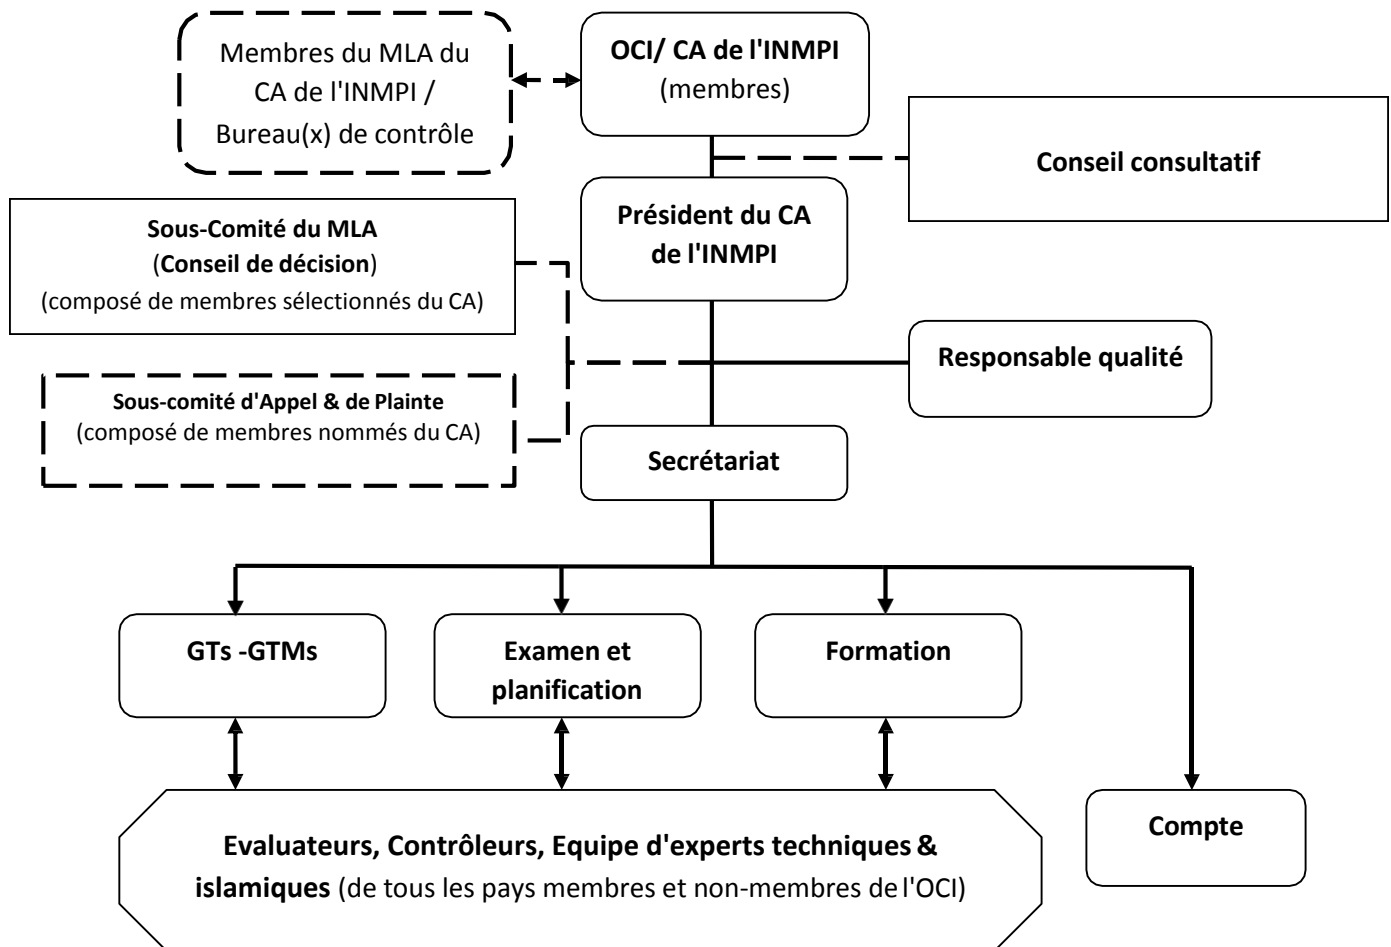 Membres du MLA du
CA de l'INMPI /
Bureau(x) de contrôle
OCI/ CA de l'INMPI
(membres)
Conseil consultatif
Président du CA
de l'INMPI
Sous-Comité du MLA
(Conseil de décision)
(composé de membres sélectionnés du CA)
Responsable qualité
Sous-comité d'Appel & de Plainte
(composé de membres nommés du CA)
Secrétariat
GTs -GTMs
Examen et
planification
Formation
Compte
Evaluateurs, Contrôleurs, Equipe d'experts techniques &
islamiques (de tous les pays membres et non-membres de l'OCI)